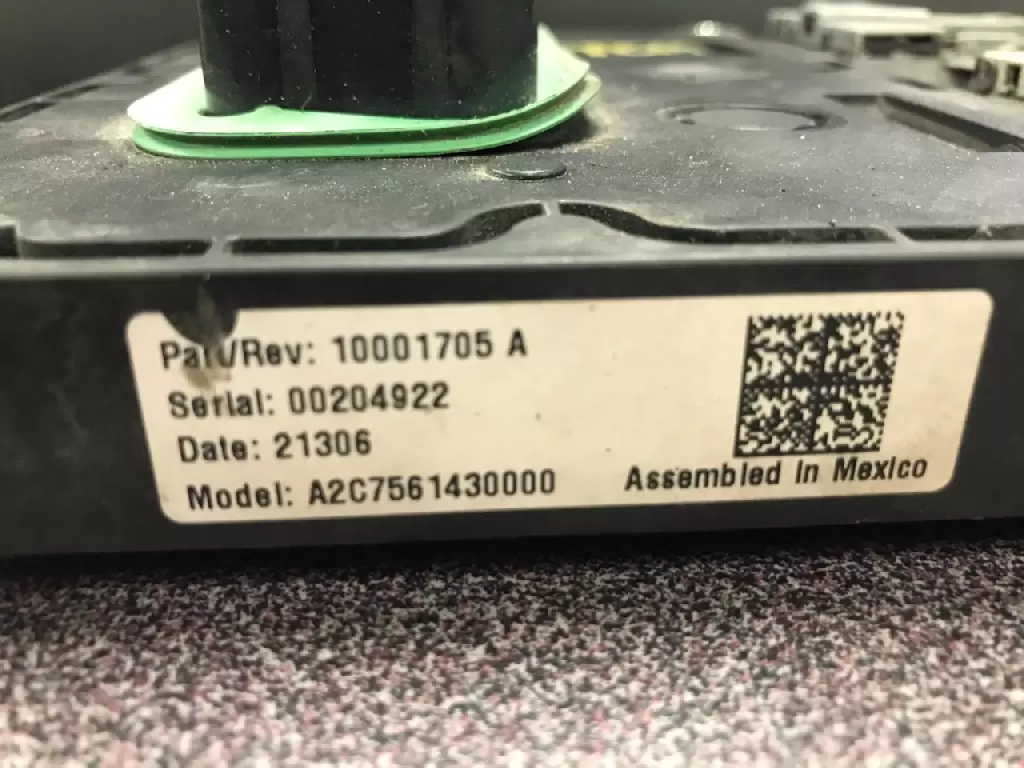 Part/Rev: 10001705 A
Serial: 00204922
Date: 21306
Model: A2C7561430000
Assembled in Mexico